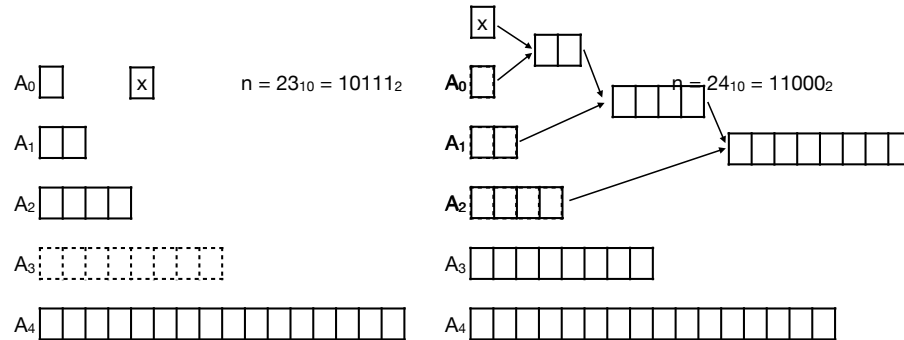 x
A₀ x n = 23₁₀ = 10111₂
A₀ n = 24₁₀ = 11000₂
A₁ A₁
A₂ A₂
A₃ A₃
A₄ A₄